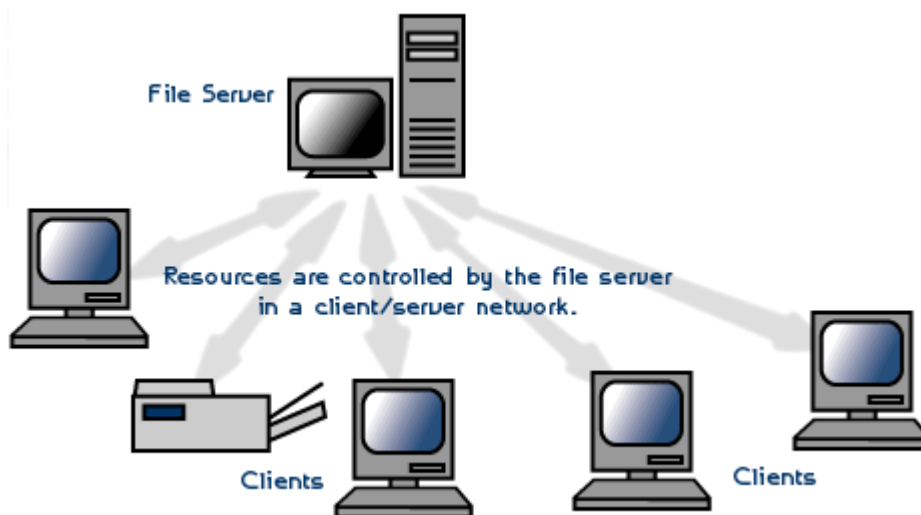 File Server
Resources are controlled by the file server
in a client/server network.
Clients
Clients